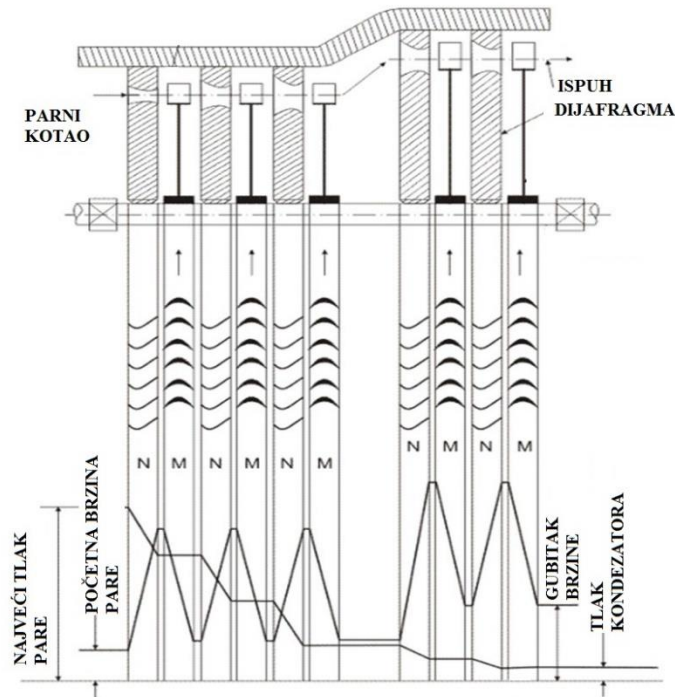 PARNI
KOTAO
ISPUH
DIJAFRAGMA
N M N M N M
N M N M
NAJVEĆI TLAK
PARE
POČETNA BRZINA
PARE
GUBITAK
BRZINE
TLAK
KONDEZATORA